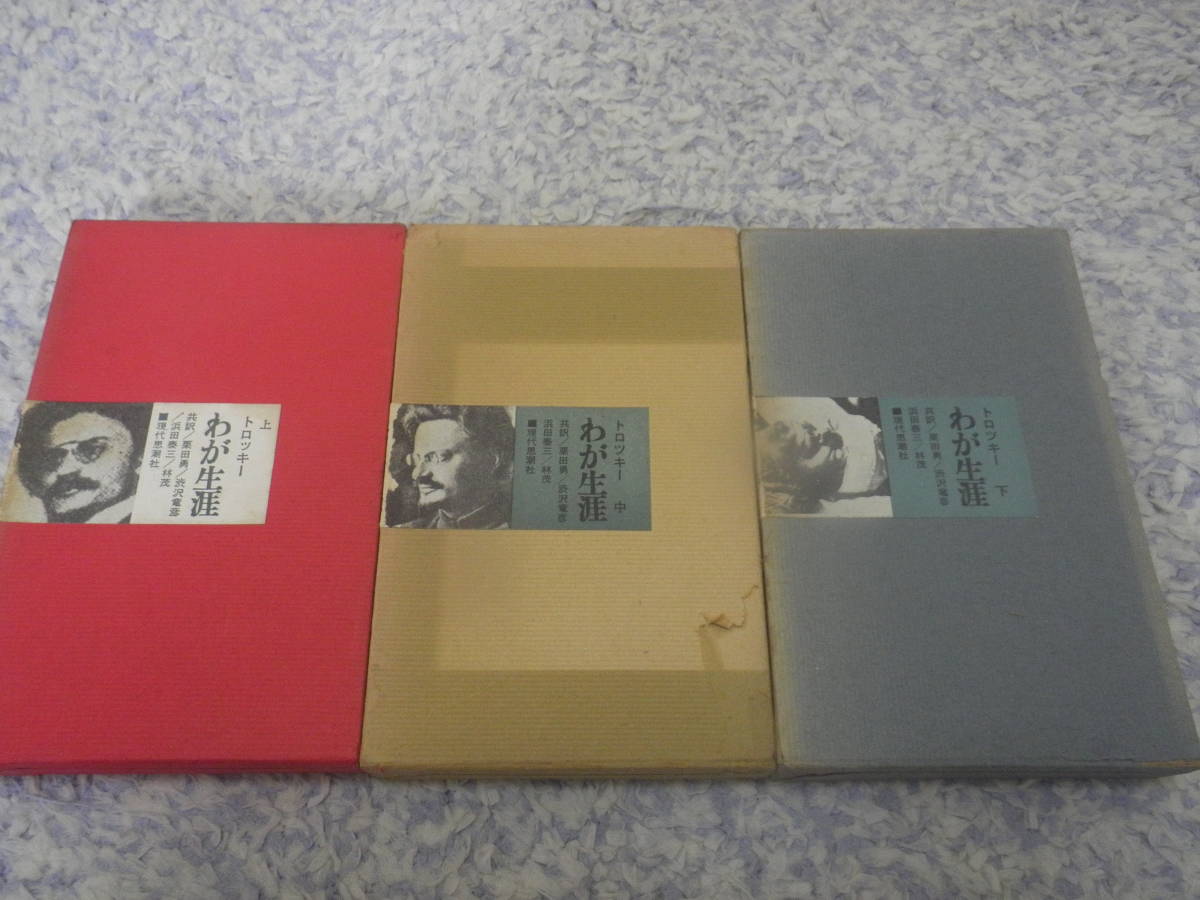 上
トロツキー
わが生涯
共訳/栗田勇/渋沢竜彦
/浜田泰三/林茂
■現代思潮社
トロツキー 中
わが生涯
共訳/栗田勇/渋沢竜彦
浜田泰三/林茂
■現代思潮社
トロツキー 下
わが生涯
共訳/栗田勇/渋沢竜彦
浜田泰三/林茂
■現代思潮社